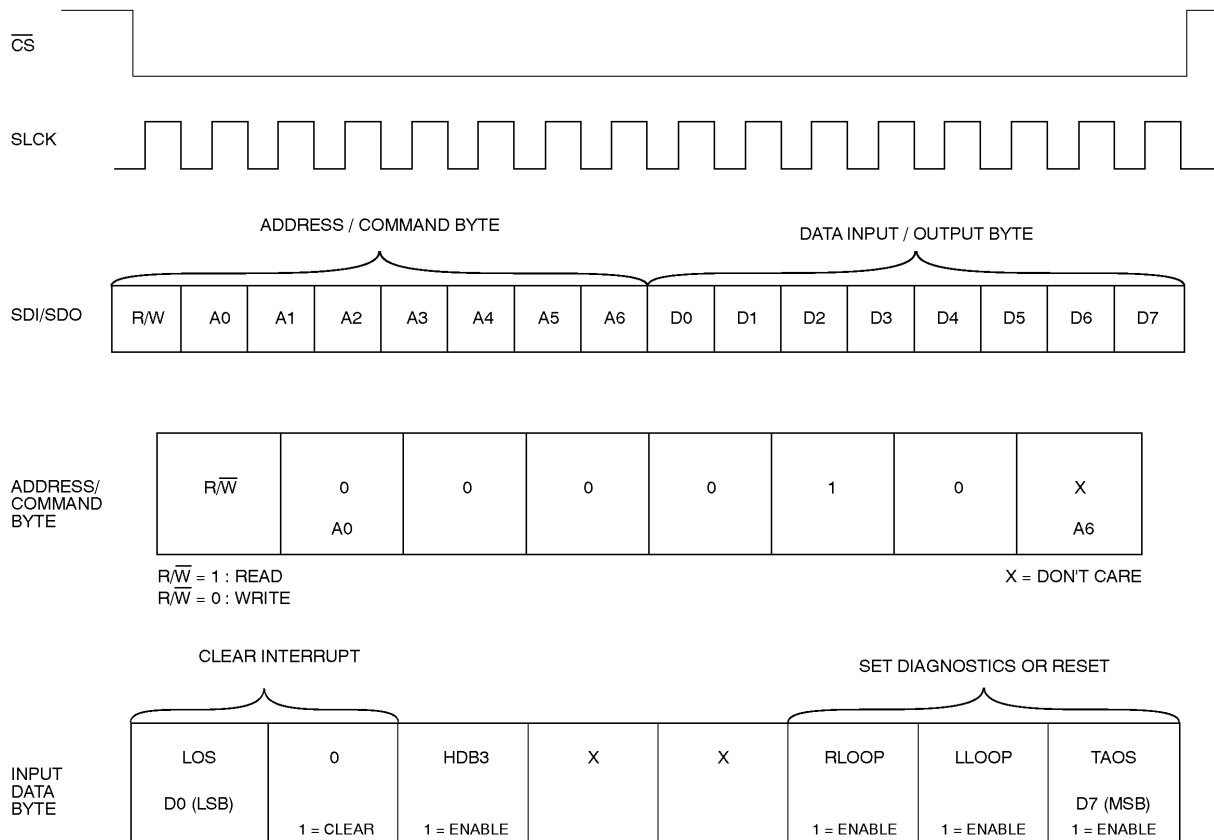 C̅S̅
SLCK
ADDRESS / COMMAND BYTE
DATA INPUT / OUTPUT BYTE
SDI/SDO R/W A0 A1 A2 A3 A4 A5 A6 D0 D1 D2 D3 D4 D5 D6 D7
ADDRESS/
COMMAND
BYTE
R/W̅ 0 0 0 0 1 0 X
A0 A6
R/W̅ = 1 : READ
R/W̅ = 0 : WRITE
X = DON'T CARE
CLEAR INTERRUPT
SET DIAGNOSTICS OR RESET
INPUT
DATA
BYTE
LOS 0 HDB3 X X RLOOP LLOOP TAOS
D0 (LSB) D7 (MSB)
1 = CLEAR 1 = ENABLE 1 = ENABLE 1 = ENABLE 1 = ENABLE